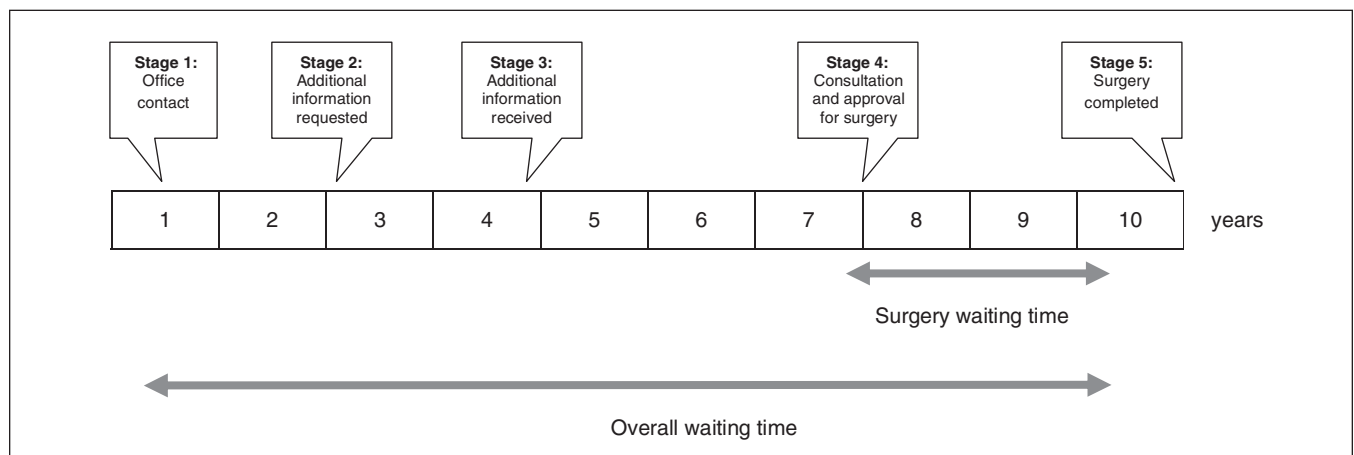 Stage 1:
Office
contact
Stage 2:
Additional
information
requested
Stage 3:
Additional
information
received
Stage 4:
Consultation
and approval
for surgery
Stage 5:
Surgery
completed
1 2 3 4 5 6 7 8 9 10 years
Surgery waiting time
Overall waiting time